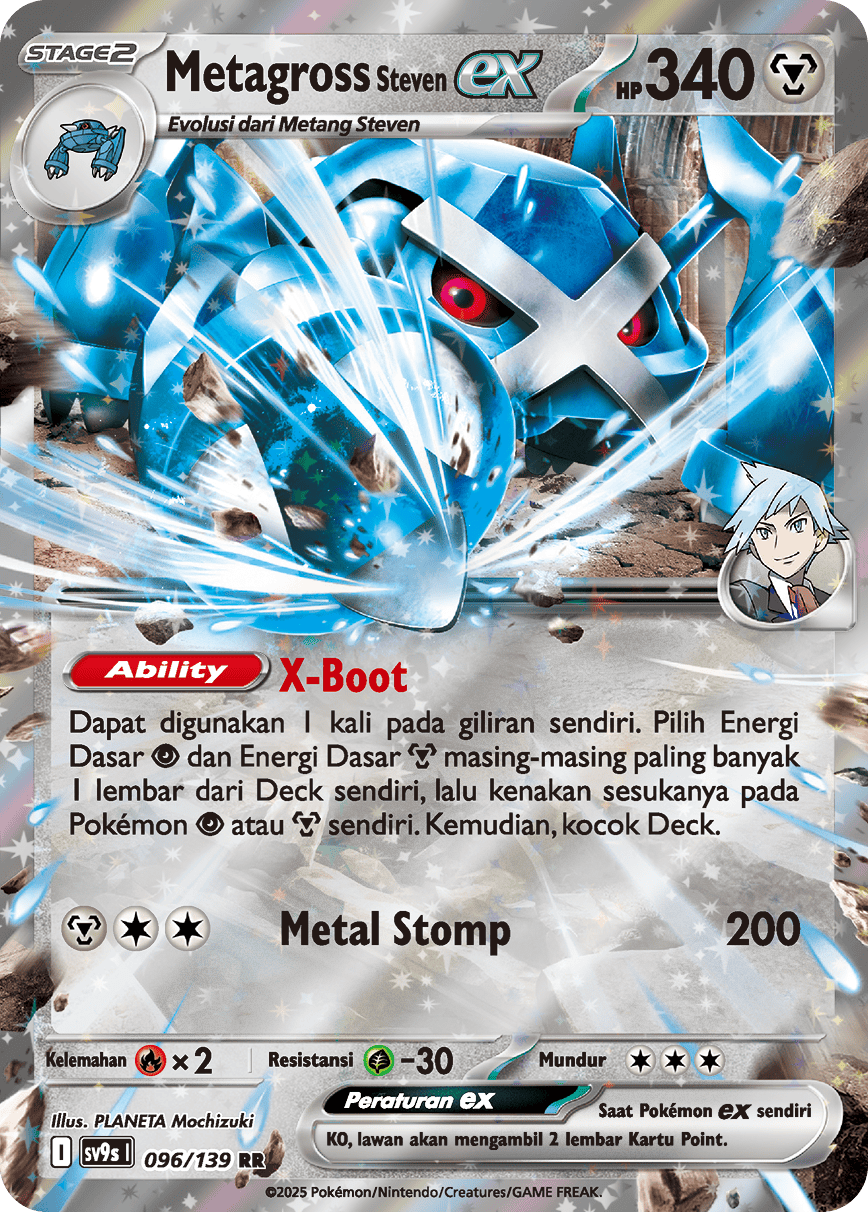 STAGE2
Metagross Steven ex
HP 340
Evolusi dari Metang Steven
Ability X-Boot
Dapat digunakan 1 kali pada giliran sendiri. Pilih Energi
Dasar dan Energi Dasar masing-masing paling banyak
1 lembar dari Deck sendiri, lalu kenakan sesukanya pada
Pokémon atau sendiri. Kemudian, kocok Deck.
Metal Stomp 200
Kelemahan ×2 Resistansi -30 Mundur
Peraturan ex Saat Pokémon ex sendiri
KO, lawan akan mengambil 2 lembar Kartu Point.
Illus. PLANETA Mochizuki
I sv9s I 096/139 RR
©2025 Pokémon/Nintendo/Creatures/GAME FREAK.